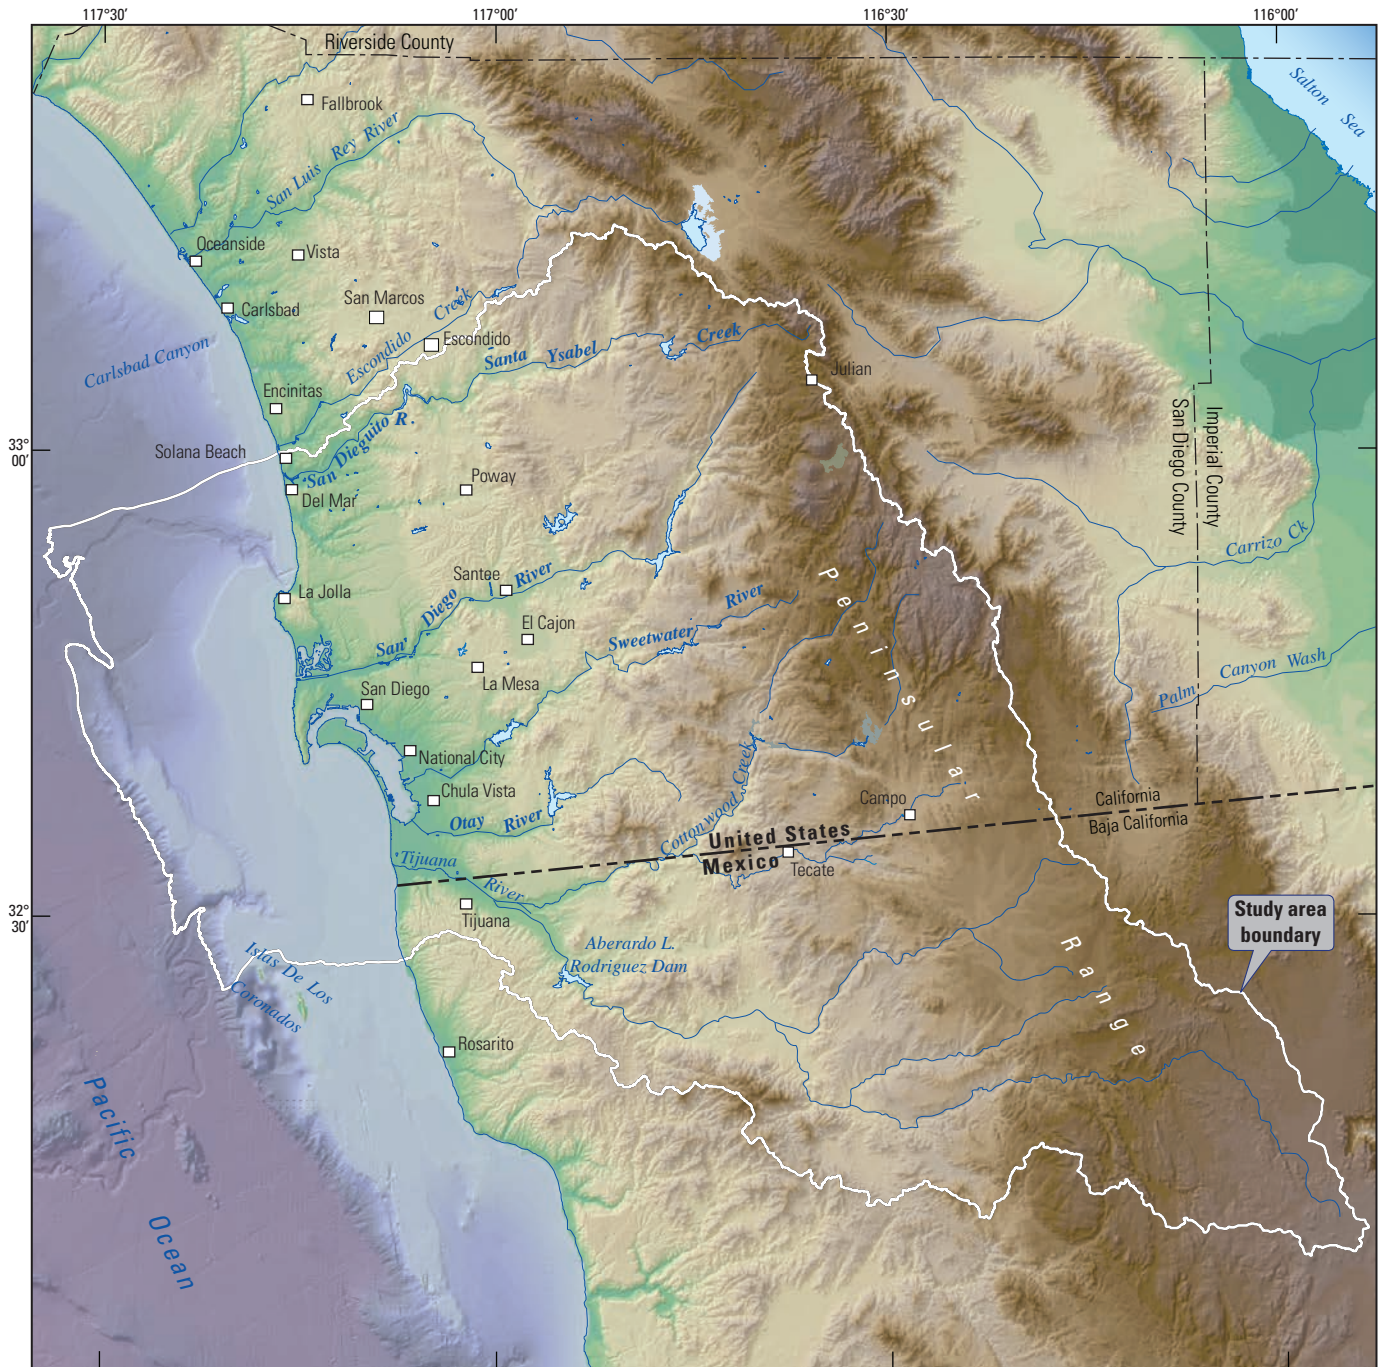 117°30'
117°00'
116°30'
116°00'
Riverside County
Salton
Sea
Fallbrook
San Luis Rey River
Oceanside
Vista
San Marcos
Carlsbad
Escondido Creek
Escondido
Carlsbad Canyon
Santa Ysabel Creek
Julian
Encinitas
San Diego County
Imperial County
33°
00'
Solana Beach
San Dieguito R.
Del Mar
Poway
Carrizo Ck
Santee
San Diego River
La Jolla
Peninsular
El Cajon
Sweetwater River
La Mesa
Palm Canyon Wash
San Diego
National City
Cottonwood Creek
Chula Vista
Otay River
Campo
California
Baja California
United States
Mexico
Tijuana River
Tecate
32°
30'
Tijuana
Study area
boundary
Aberardo L.
Rodriguez Dam
Range
Islas De Los
Coronados
Rosarito
Pacific
Ocean